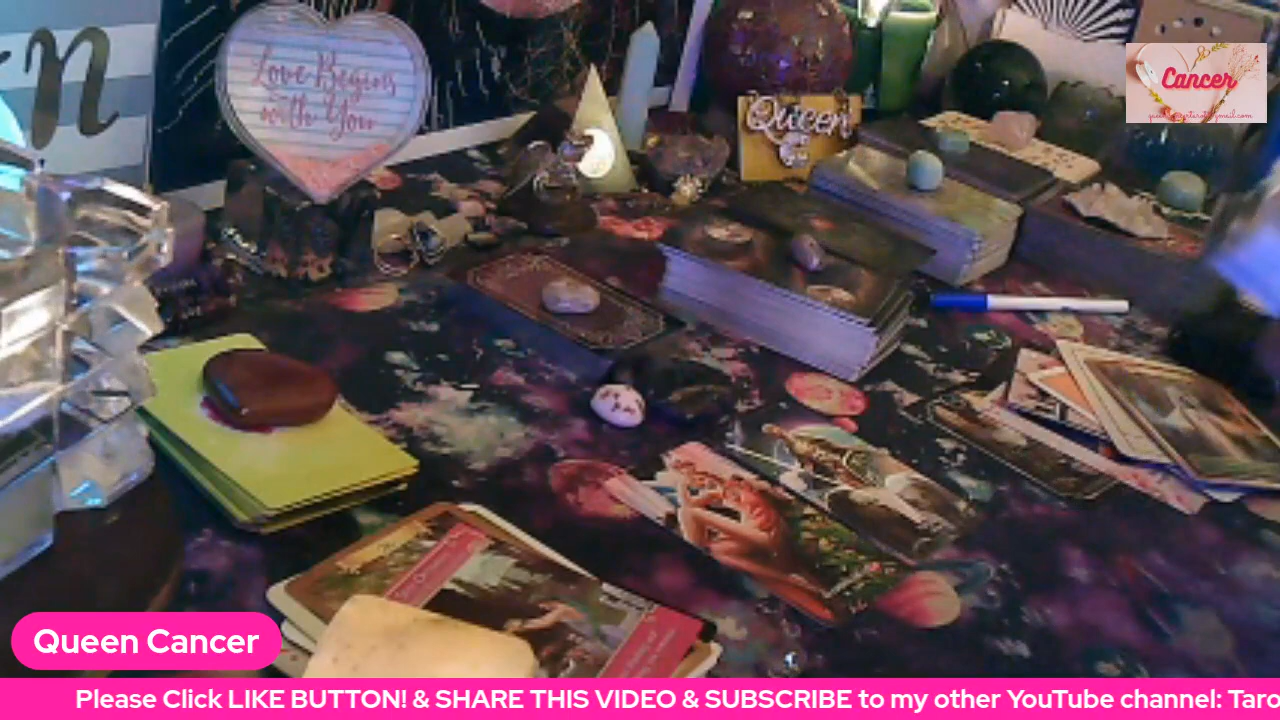 n
Love Begins
with You
Queen
Cancer
Queen Cancer
Please Click LIKE BUTTON! & SHARE THIS VIDEO & SUBSCRIBE to my other YouTube channel: Taro